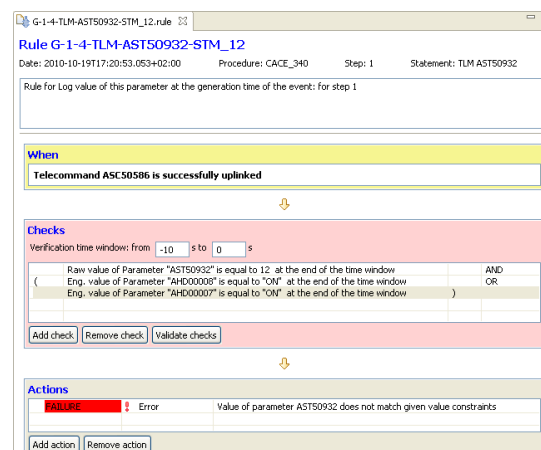 G-1-4-TLM-AST50932-STM_12.rule
Rule G-1-4-TLM-AST50932-STM_12
Date: 2010-10-19T17:20:53.053+02:00 Procedure: CACE_340 Step: 1 Statement: TLM AST50932
Rule for Log value of this parameter at the generation time of the event: for step 1
When
Telecommand ASC50586 is successfully uplinked
Checks
Verification time window: from -10 s to 0 s
Raw value of Parameter "AST50932" is equal to 12 at the end of the time window AND
( Eng. value of Parameter "AHD00008" is equal to "ON" at the end of the time window OR
Eng. value of Parameter "AHD00007" is equal to "ON" at the end of the time window )
Add check Remove check Validate checks
Actions
FAILURE Error Value of parameter AST50932 does not match given value constraints
Add action Remove action